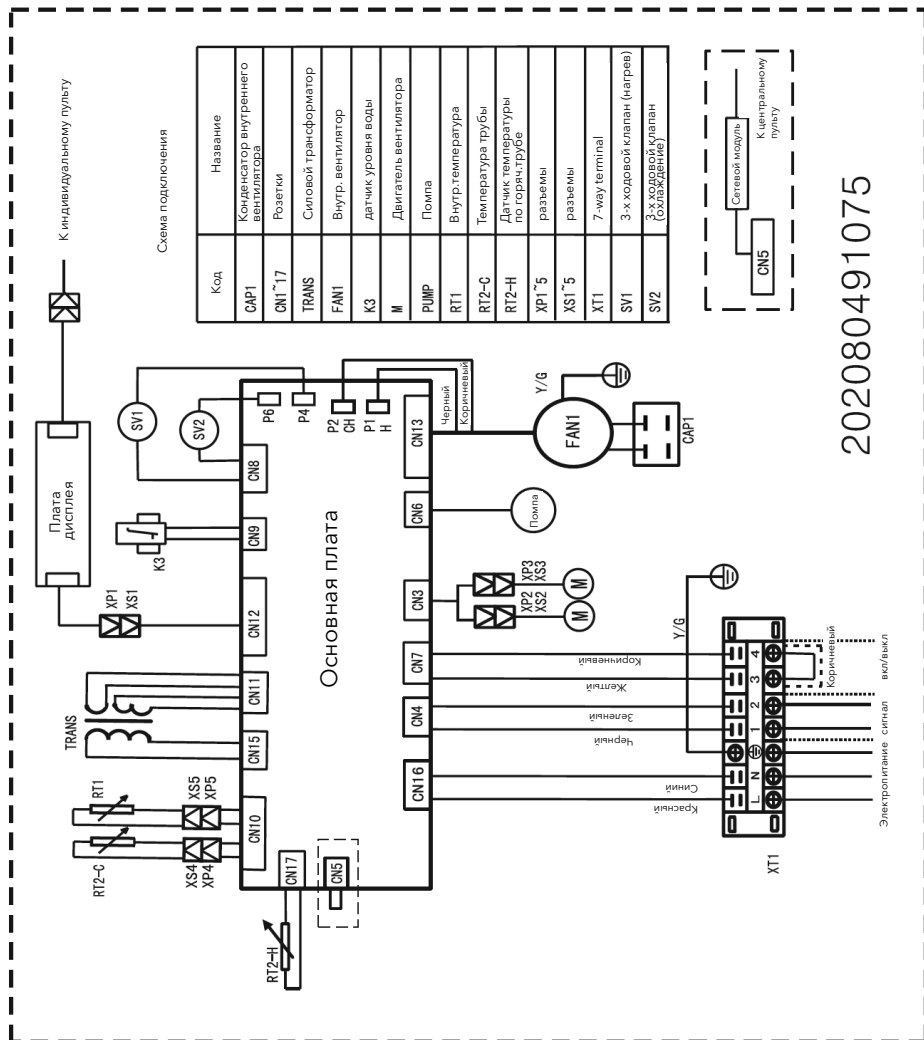 Схема подключения
К индивидуальному пульту
Код Название
CAP1 Конденсатор внутреннего
вентилятора
CN1~17 Розетки
TRANS Силовой трансформатор
FAN1 Внутр. вентилятор
K3 датчик уровня воды
M Двигатель вентилятора
PUMP Помпа
RT1 Внутр.температура
RT2-C Температура трубы
RT2-H Датчик температуры
по горяч.трубе
XP1~5 разъемы
XS1~5 разъемы
XT1 7-way terminal
SV1 3-х ходовой клапан (нагрев)
SV2 3-х ходовой клапан
(охлаждение)
Сетевой модуль
К центральному
пульту
CN5
202080491075
Плата
дисплея
XP1
XS1
SV1
SV2
K3
TRANS
RT1
RT2-C
XS5
XP5
XS4
XP4
RT2-H
Основная плата
CN8
CN9
CN12
CN11
CN15
CN10
CN17
CN5
P6
P4
P2
CH
P1
H
CN13
CN6
CN3
CN7
CN4
CN16
Черный
Коричневый
Y/G
FAN1
CAP1
Помпа
XP3
XS3
XP2
XS2
M
M
Y/G
Коричневый
Желтый
Зеленый
Черный
Синий
Красный
L N 1 2 3 4
XT1
Коричневый
Электропитание сигнал вкл/выкл